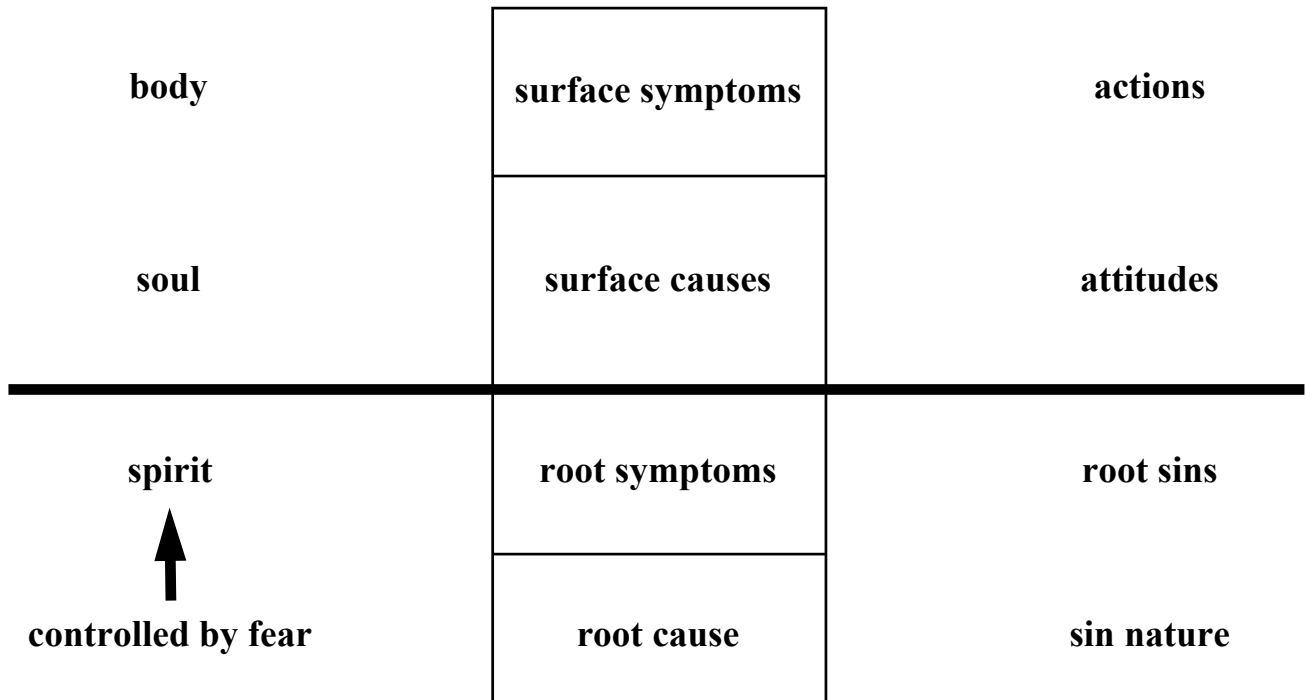 body surface symptoms actions
soul surface causes attitudes
spirit root symptoms root sins
controlled by fear root cause sin nature